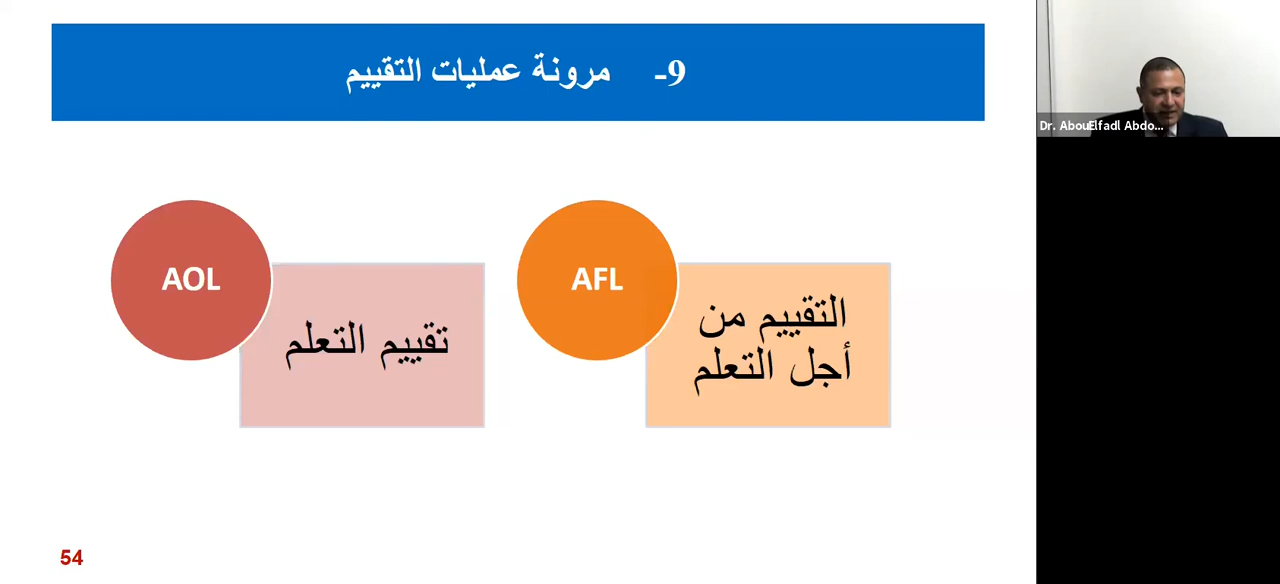 9- مرونة عمليات التقييم
AFL
التقييم من
أجل التعلم
AOL
تقييم التعلم
54
Dr. AbouElfadl Abdo...